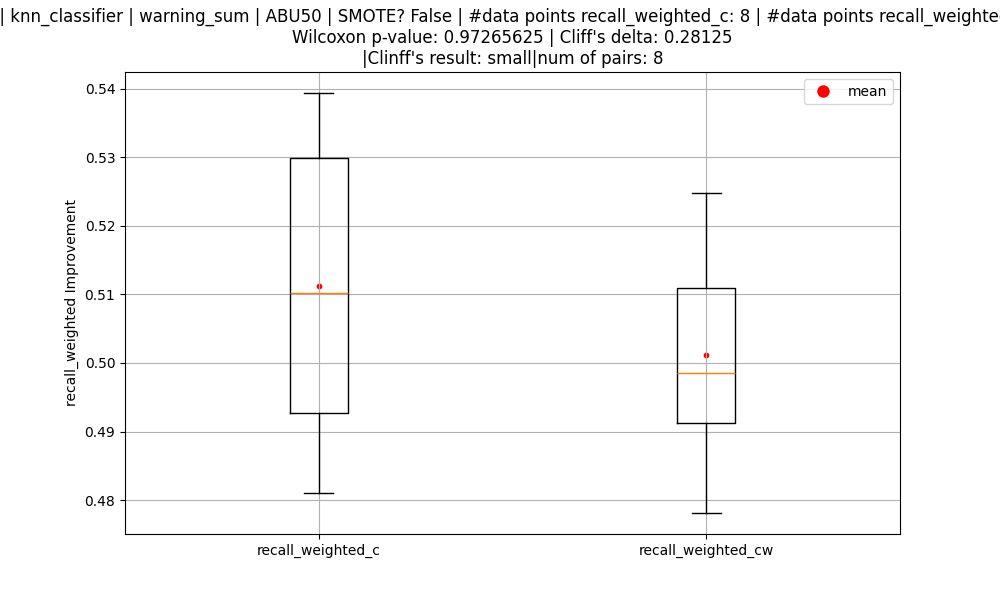 | knn_classifier | warning_sum | ABU50 | SMOTE? False | #data points recall_weighted_c: 8 | #data points recall_weighte
Wilcoxon p-value: 0.97265625 | Cliff's delta: 0.28125
|Clinff's result: small|num of pairs: 8
mean
0.54
0.53
0.52
0.51
0.50
0.49
0.48
recall_weighted Improvement
recall_weighted_c
recall_weighted_cw